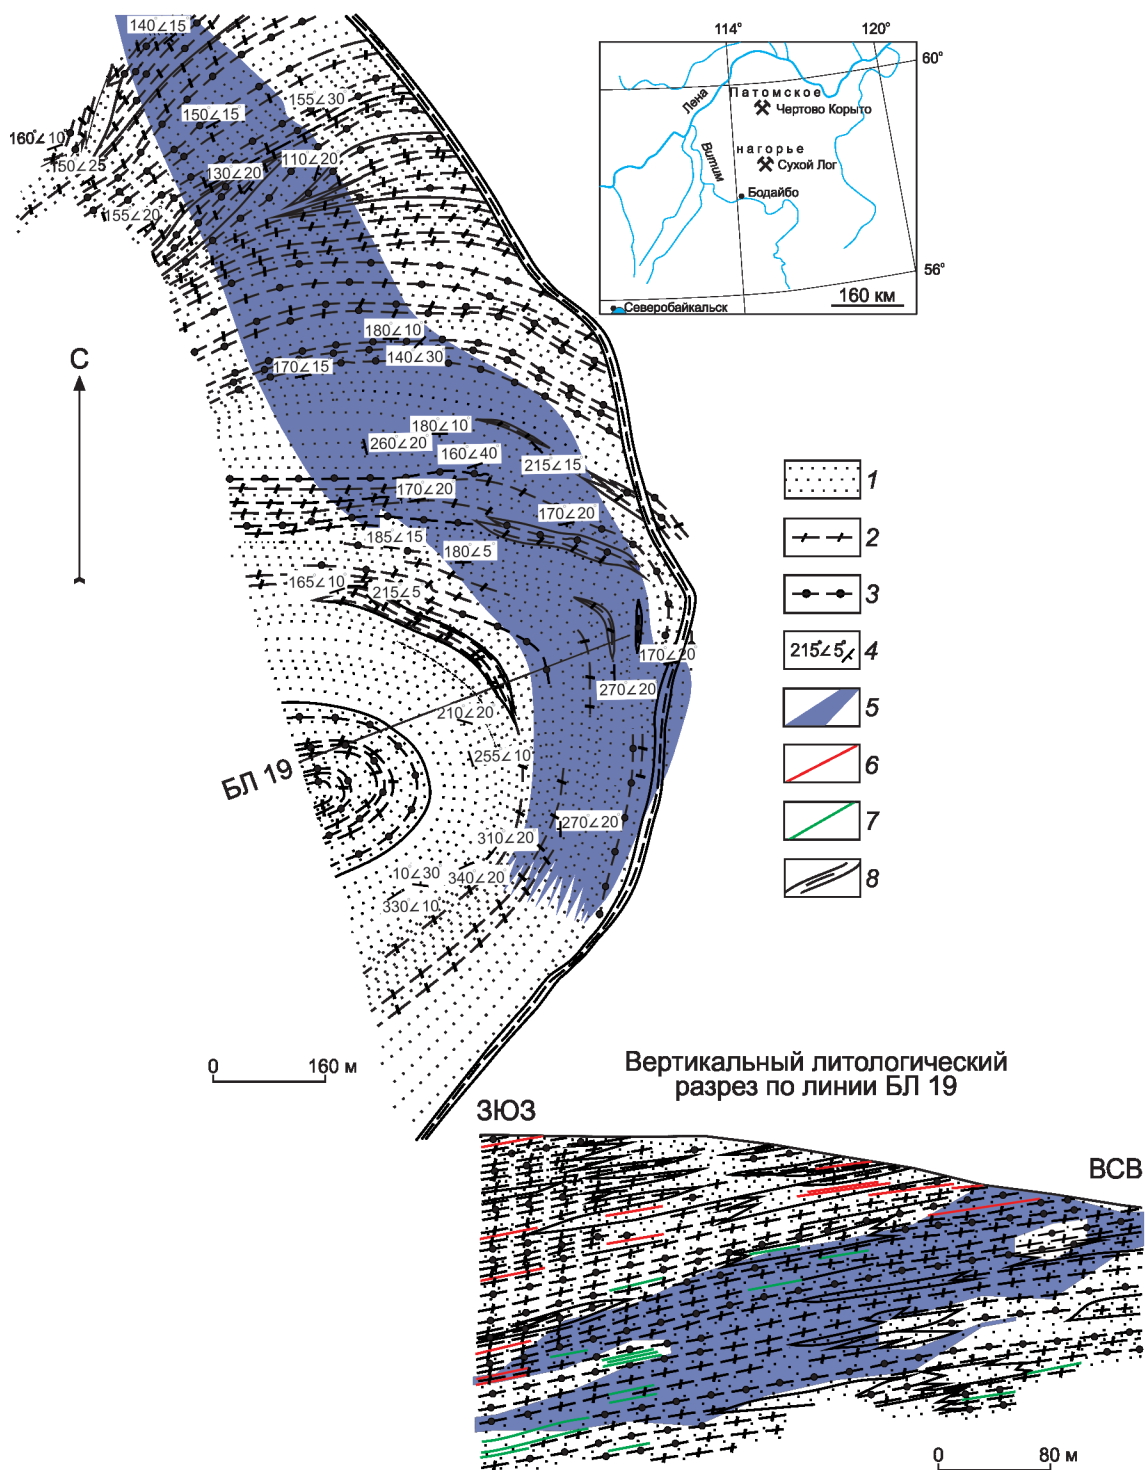 140∠15
114°
120°
60°
Патомское
Лена
Чертово Корыто
155∠30
150∠15
160°∠10°
150∠25
110∠20
130∠20
нагорье
Витим
Сухой Лог
Бодайбо
155∠20
56°
160 км
Северобайкальск
180∠10
140∠30
170∠15
С
180∠10
260∠20
160∠40
215∠15
170∠20
170∠20
185∠15
180∠5
165∠10
215∠5
170∠20
270∠20
210∠20
255∠10
БЛ 19
270∠20
310∠20
10∠30
340∠20
330∠10
1
2
3
215°∠5° 4
5
6
7
8
0 160 м
Вертикальный литологический
разрез по линии БЛ 19
ЗЮЗ
ВСВ
0 80 м